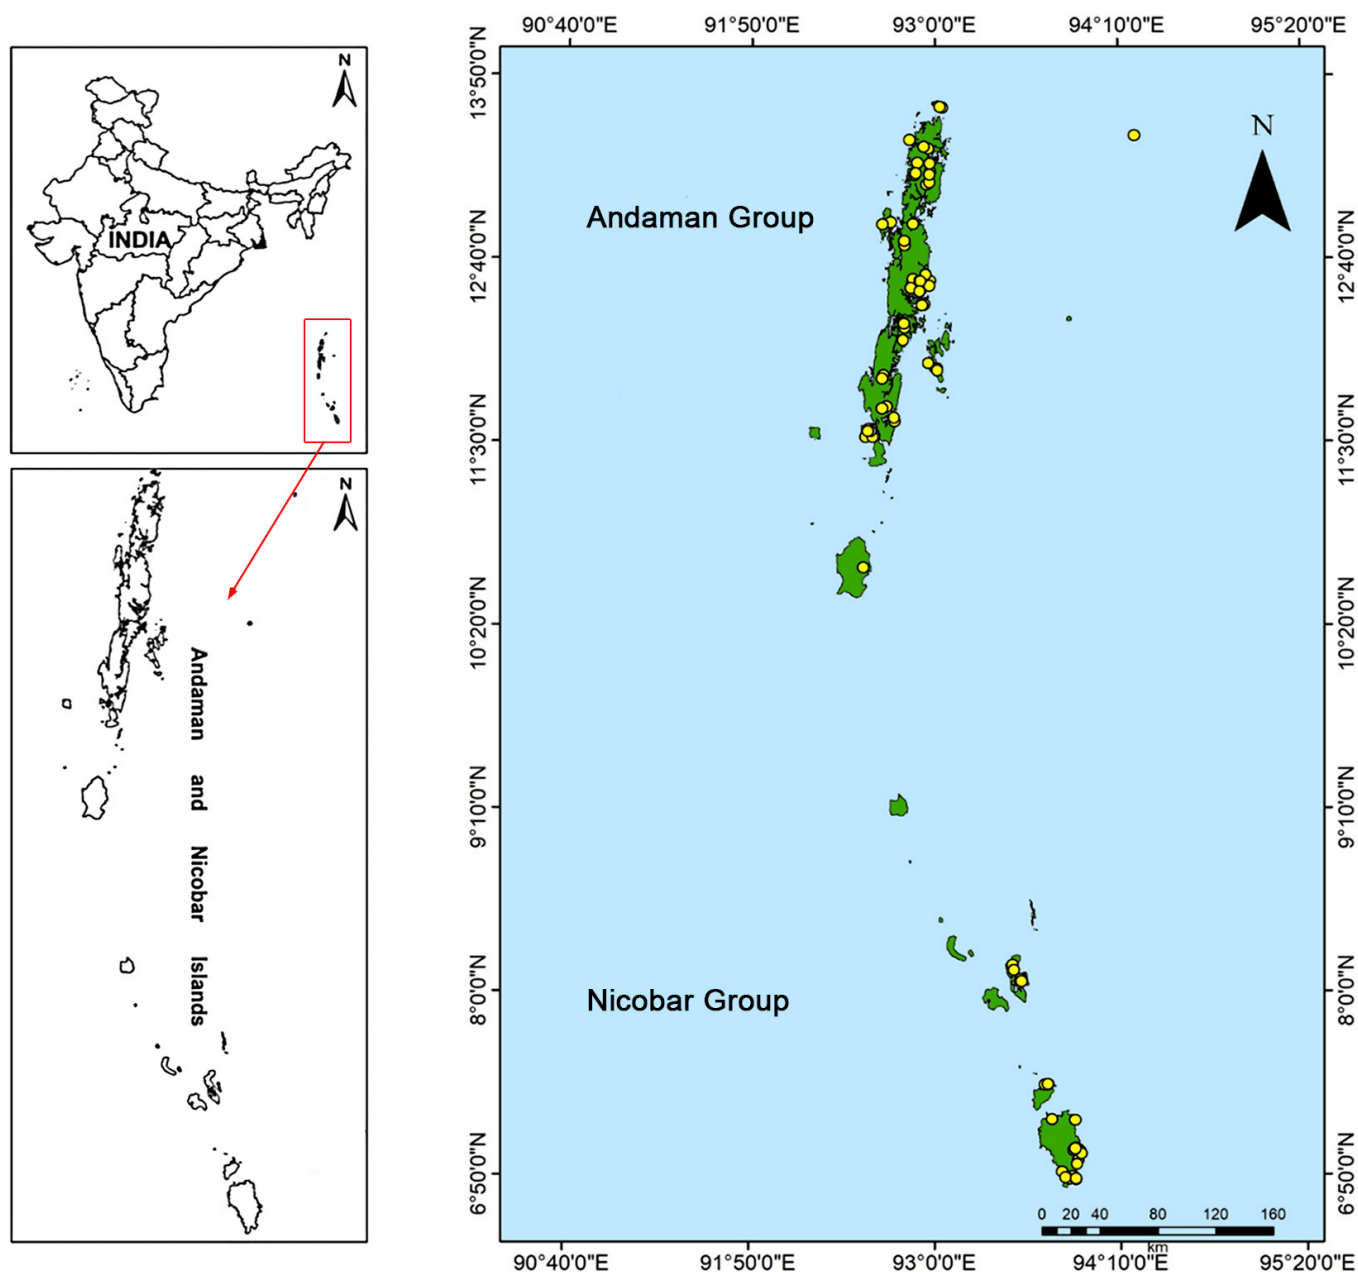 N
INDIA
N
Andaman and Nicobar Islands
90°40'0"E 91°50'0"E 93°0'0"E 94°10'0"E 95°20'0"E
13°50'0"N
12°40'0"N
11°30'0"N
10°20'0"N
9°10'0"N
8°0'0"N
6°50'0"N
N
Andaman Group
Nicobar Group
13°50'0"N
12°40'0"N
11°30'0"N
10°20'0"N
9°10'0"N
8°0'0"N
6°50'0"N
0 20 40 80 120 160
km
90°40'0"E 91°50'0"E 93°0'0"E 94°10'0"E 95°20'0"E